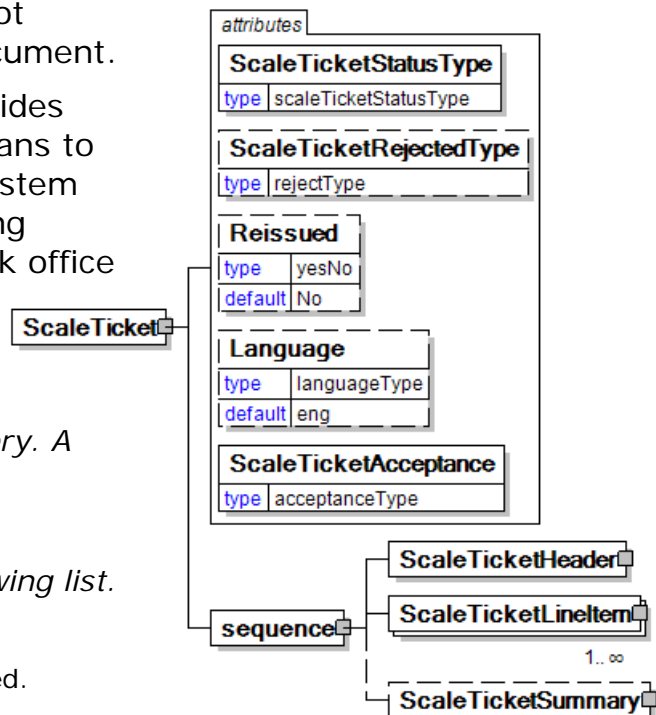 ot
cument.
ides
ans to
stem
ng
k office
ry. A
wing list.
ed.
attributes
ScaleTicketStatusType
type scaleTicketStatusType
ScaleTicketRejectedType
type rejectType
Reissued
type yesNo
default No
Language
type languageType
default eng
ScaleTicketAcceptance
type acceptanceType
ScaleTicket
sequence
ScaleTicketHeader
ScaleTicketLineItem
1.. ∞
ScaleTicketSummary